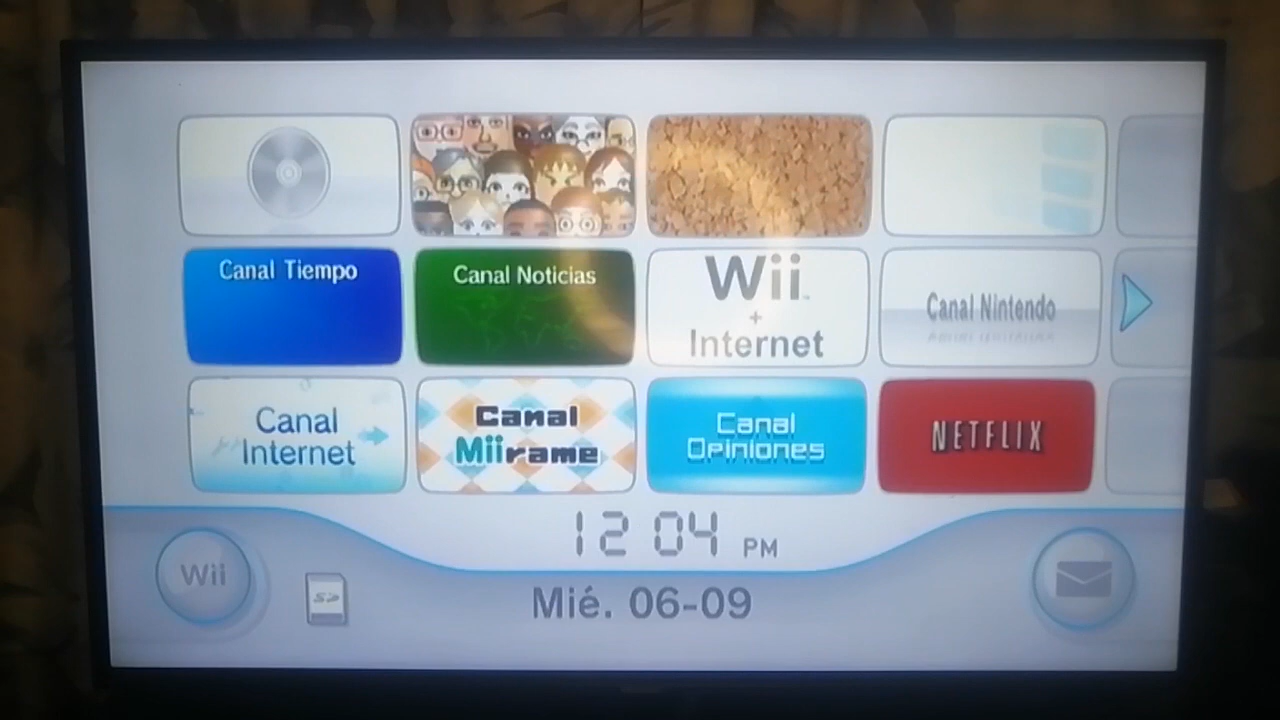 Canal Tiempo
Canal Noticias
Wii
+
Internet
Canal Nintendo
Canal
Internet
Canal
Miirame
Canal
Opiniones
NETFLIX
12 04 PM
Wii
SD
Mié. 06-09